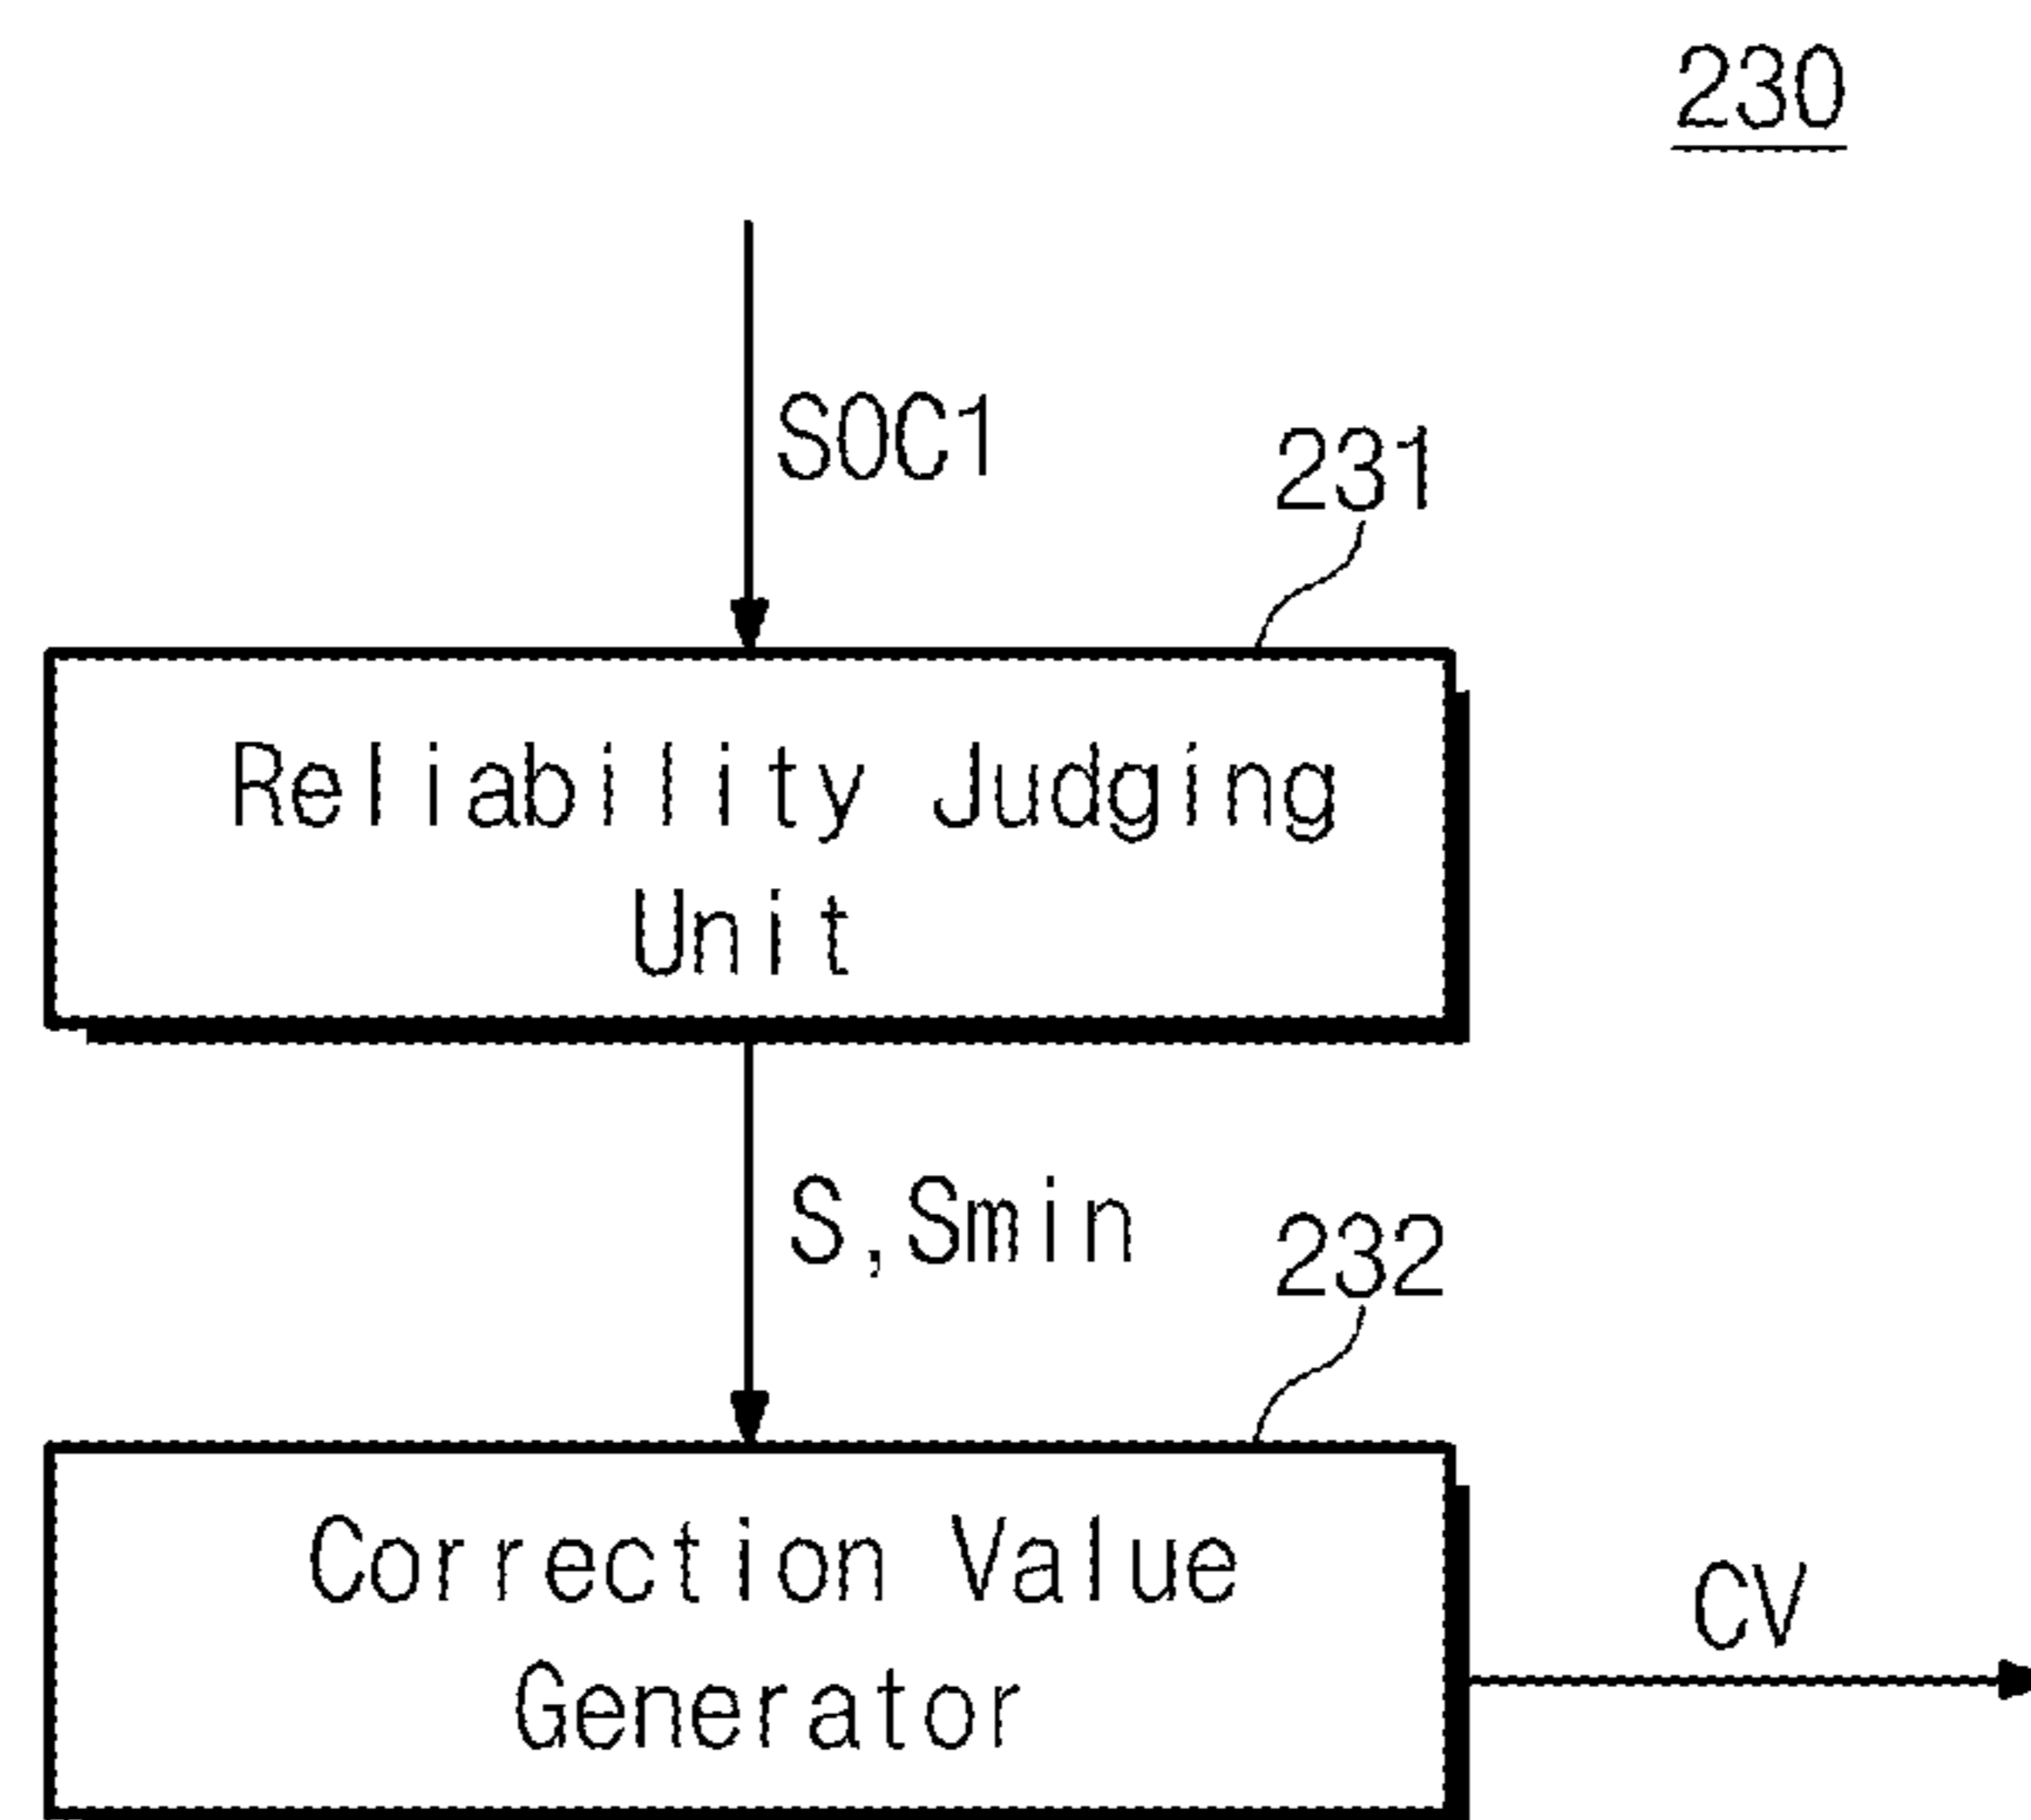 230
SOC1
231
Reliability Judging
Unit
S,Smin
232
Correction Value
Generator
CV